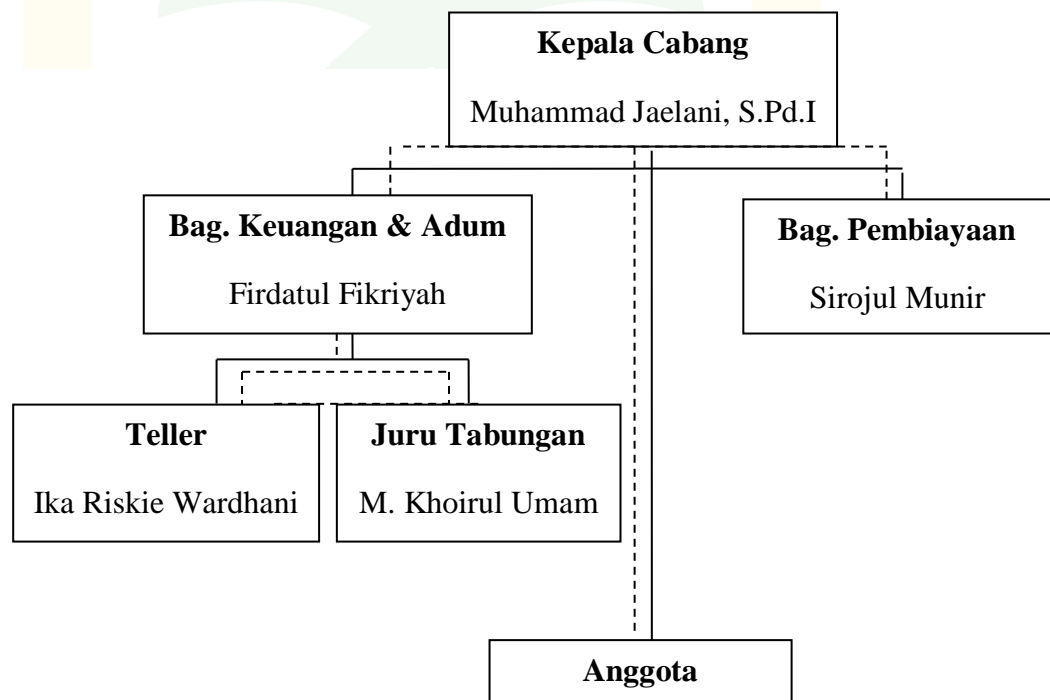 Kepala Cabang
Muhammad Jaelani, S.Pd.I
Bag. Keuangan & Adum
Firdatul Fikriyah
Bag. Pembiayaan
Sirojul Munir
Teller
Ika Riskie Wardhani
Juru Tabungan
M. Khoirul Umam
Anggota